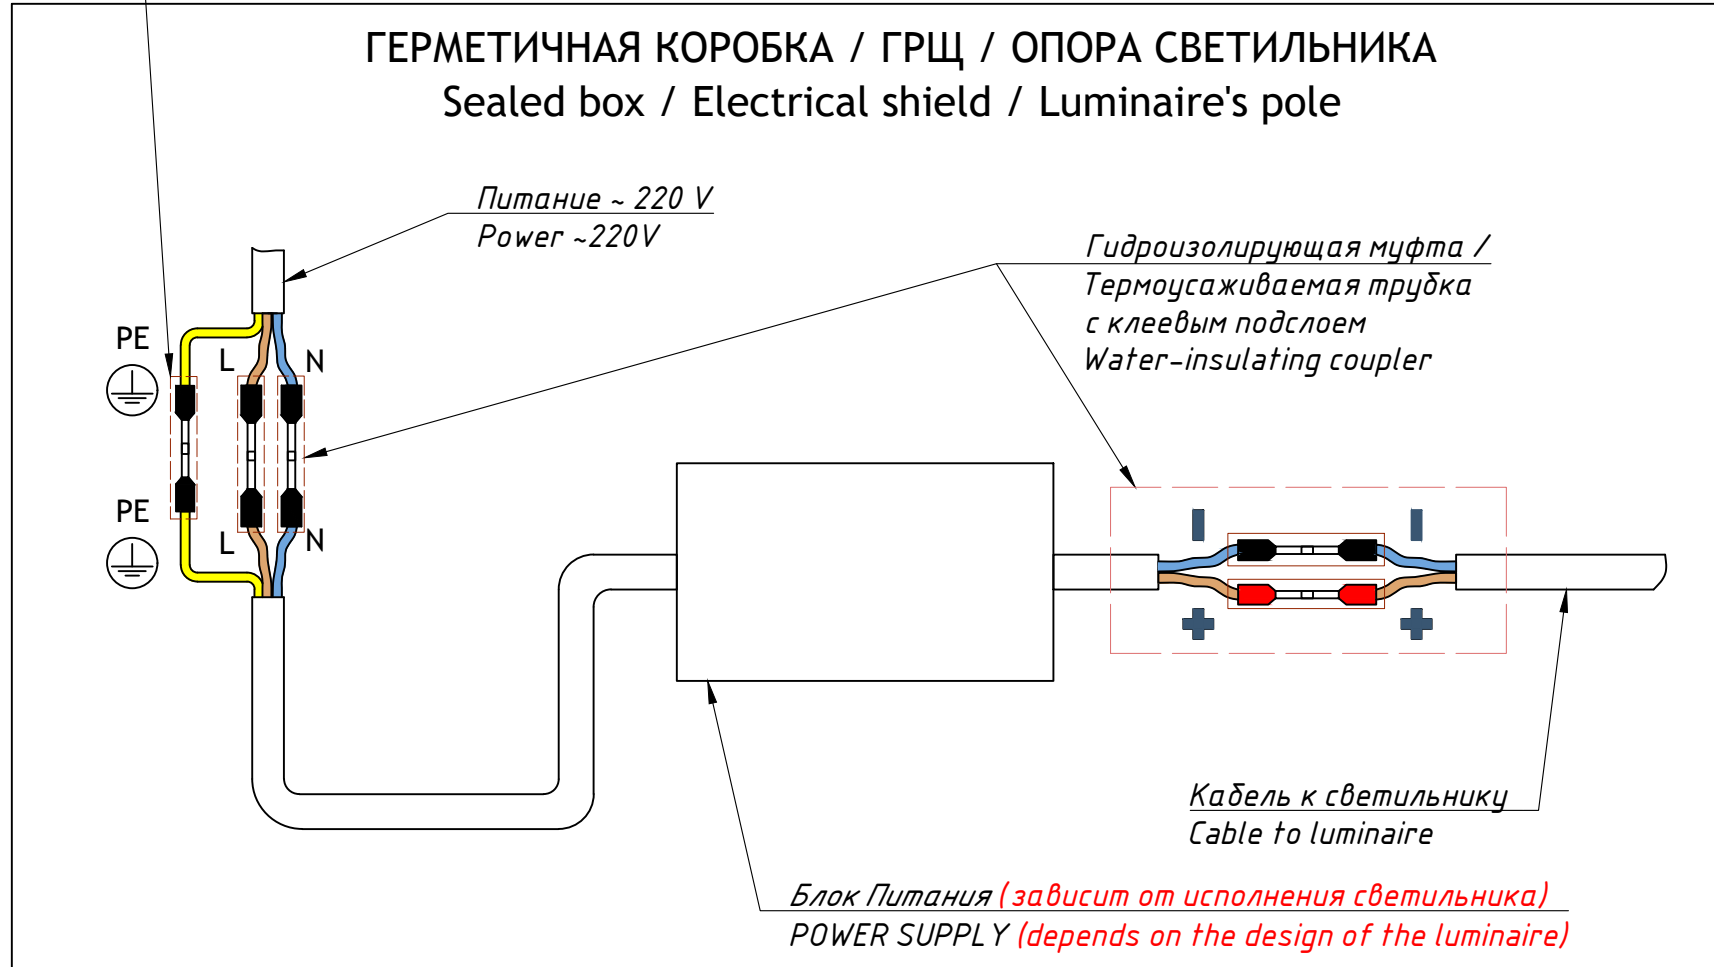 ГЕРМЕТИЧНАЯ КОРОБКА / ГРЩ / ОПОРА СВЕТИЛЬНИКА
Sealed box / Electrical shield / Luminaire's pole
Питание ~ 220 V
Power ~220V
Гидроизолирующая муфта /
Термоусаживаемая трубка
с клеевым подслоем
Water-insulating coupler
PE
L
N
PE
L
N
Кабель к светильнику
Cable to luminaire
Блок Питания (зависит от исполнения светильника)
POWER SUPPLY (depends on the design of the luminaire)